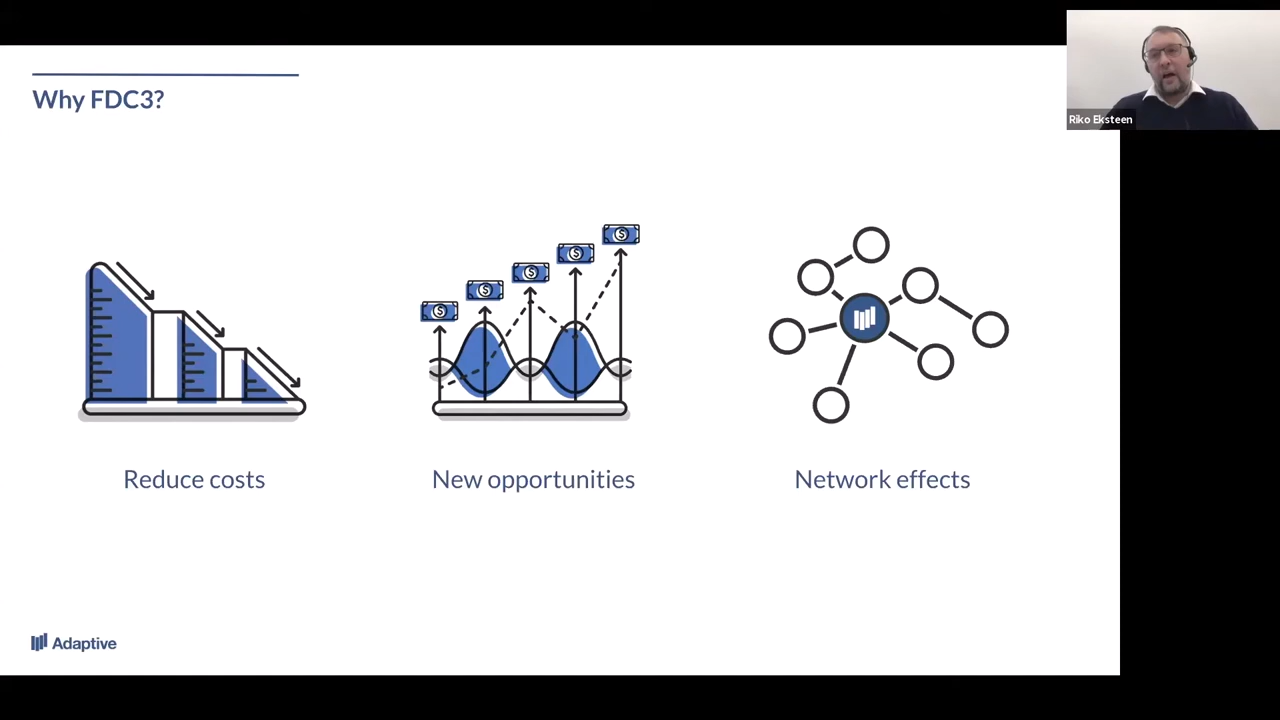 Why FDC3?
Riko Eksteen
$
$
$
$
$
Reduce costs
New opportunities
Network effects
Adaptive